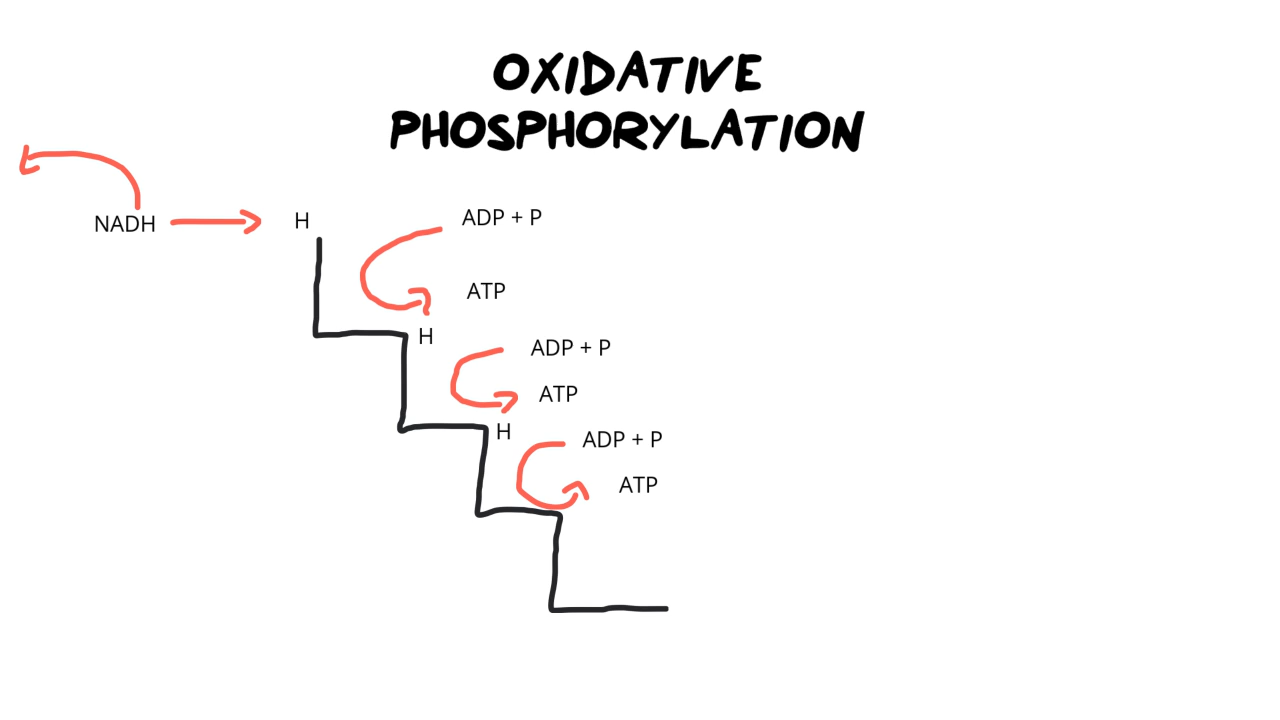 OXIDATIVE
PHOSPHORYLATION
NADH
H
ADP + P
ATP
H
ADP + P
ATP
H
ADP + P
ATP